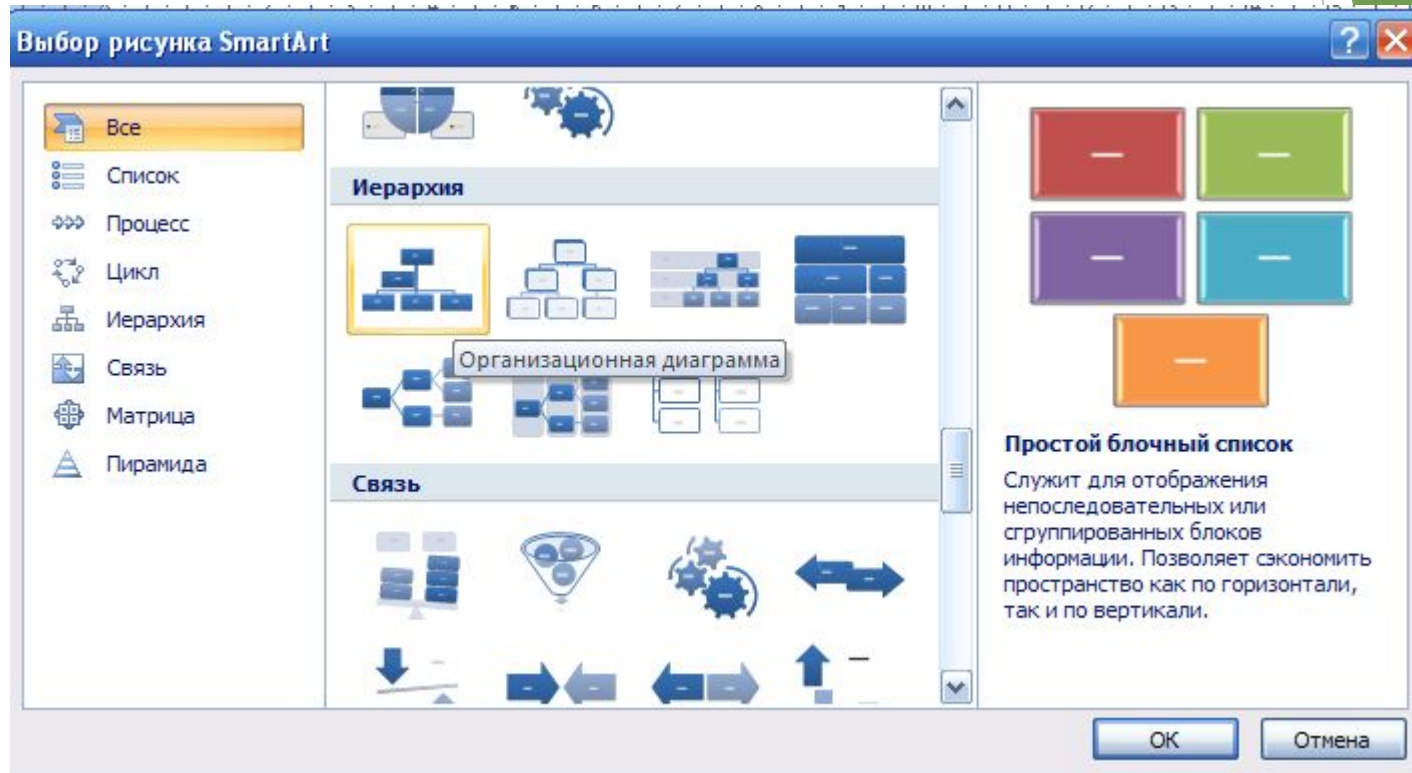 Выбор рисунка SmartArt
Все
Список
Процесс
Цикл
Иерархия
Связь
Матрица
Пирамида
Иерархия
Организационная диаграмма
Связь
Простой блочный список
Служит для отображения
непоследовательных или
сгруппированных блоков
информации. Позволяет сэкономить
пространство как по горизонтали,
так и по вертикали.
ОК
Отмена